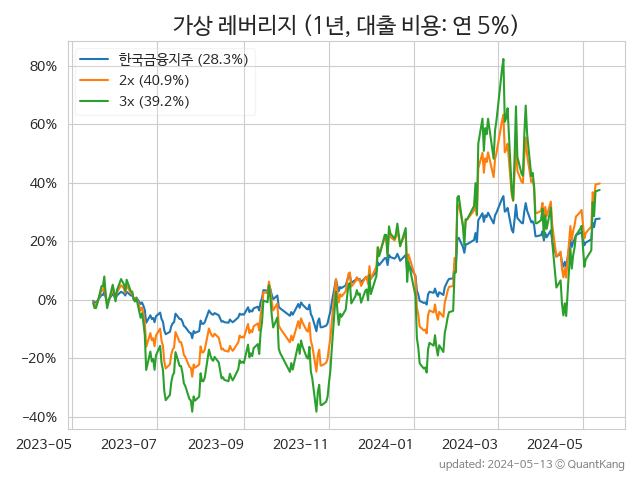 가상 레버리지 (1년, 대출 비용: 연 5%)
한국금융지주 (28.3%)
2x (40.9%)
3x (39.2%)
80%
60%
40%
20%
0%
−20%
−40%
2023-05 2023-07 2023-09 2023-11 2024-01 2024-03 2024-05
updated: 2024-05-13 ⓒ QuantKang